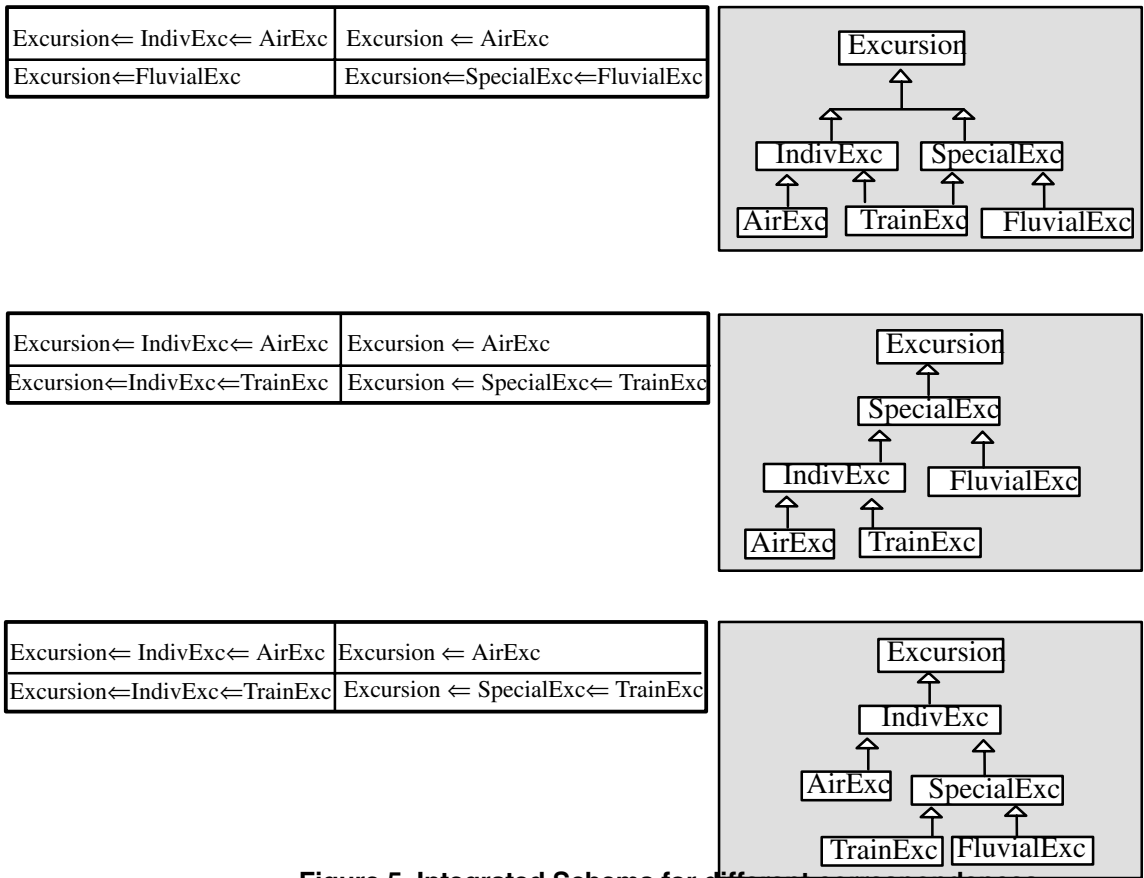 Excursion⇐ IndivExc⇐ AirExc Excursion ⇐ AirExc
Excursion⇐FluvialExc Excursion⇐SpecialExc⇐FluvialExc
Excursion
IndivExc SpecialExc
AirExc TrainExc FluvialExc
Excursion⇐ IndivExc⇐ AirExc Excursion ⇐ AirExc
Excursion⇐IndivExc⇐TrainExc Excursion ⇐ SpecialExc⇐ TrainExc
Excursion
SpecialExc
IndivExc FluvialExc
AirExc TrainExc
Excursion⇐ IndivExc⇐ AirExc Excursion ⇐ AirExc
Excursion⇐IndivExc⇐TrainExc Excursion ⇐ SpecialExc⇐ TrainExc
Excursion
IndivExc
AirExc SpecialExc
TrainExc FluvialExc
Figure 5. Integrated Schema for different correspondences